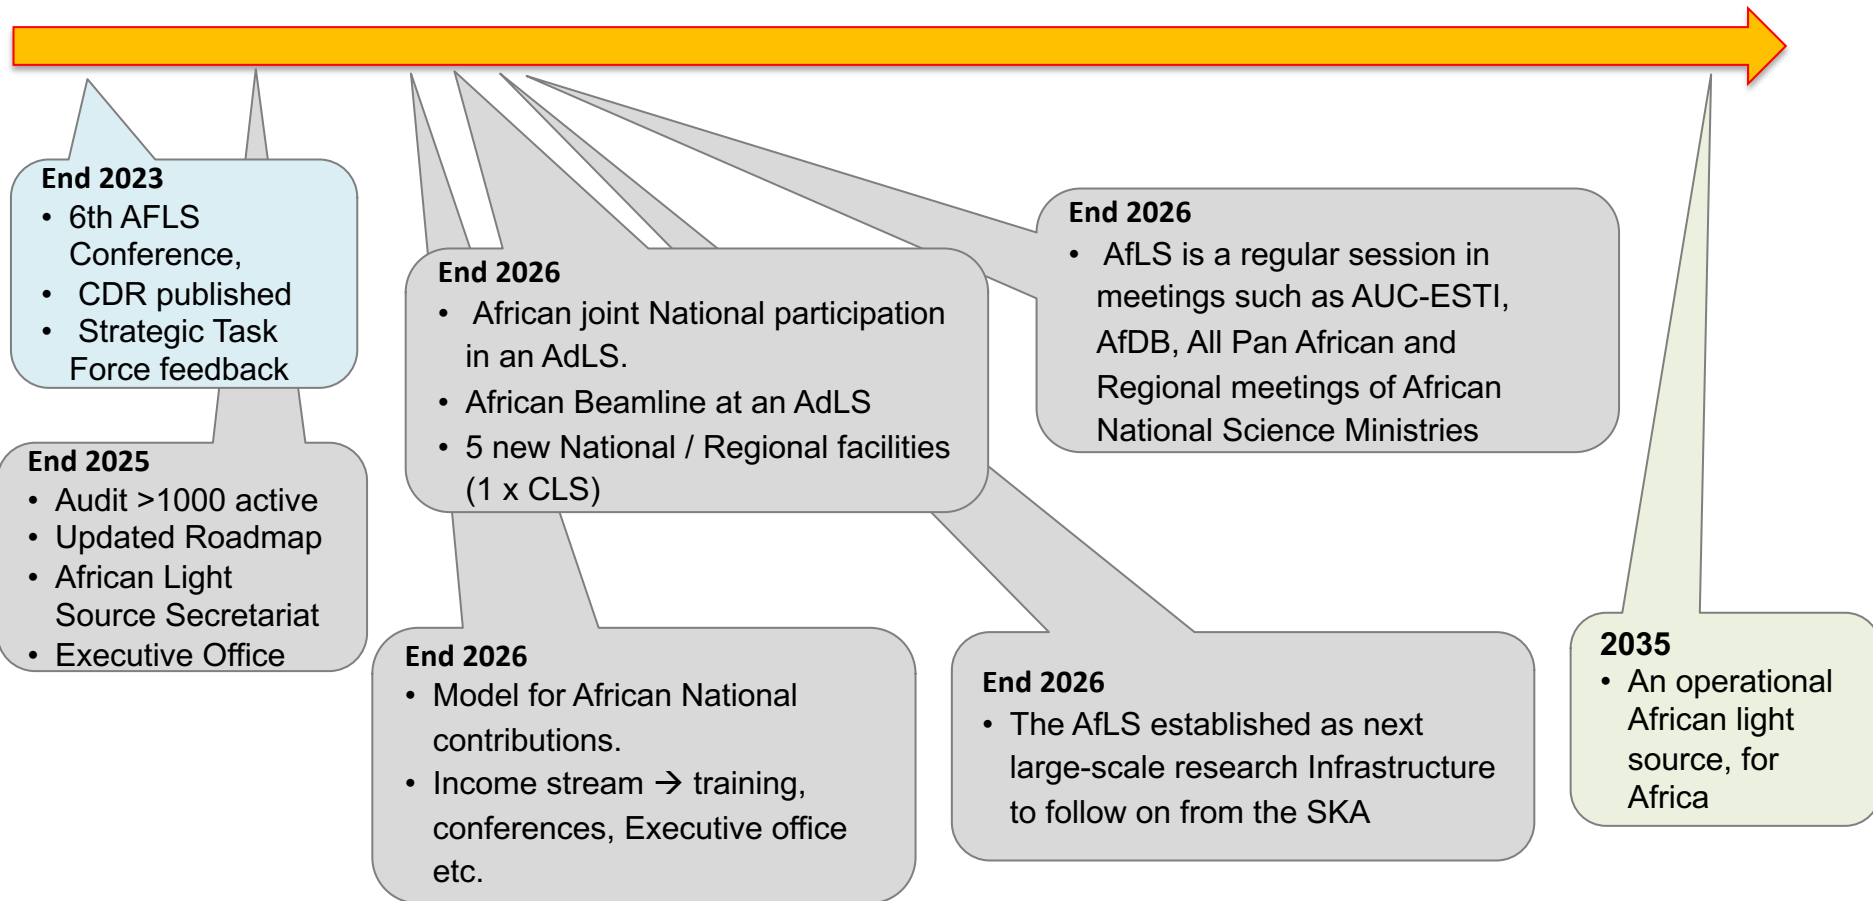 End 2023
• 6th AFLS
Conference,
• CDR published
• Strategic Task
Force feedback
End 2025
• Audit >1000 active
• Updated Roadmap
• African Light
Source Secretariat
• Executive Office
End 2026
• African joint National participation
in an AdLS.
• African Beamline at an AdLS
• 5 new National / Regional facilities
(1 x CLS)
End 2026
• Model for African National
contributions.
• Income stream → training,
conferences, Executive office
etc.
End 2026
• AfLS is a regular session in
meetings such as AUC-ESTI,
AfDB, All Pan African and
Regional meetings of African
National Science Ministries
End 2026
• The AfLS established as next
large-scale research Infrastructure
to follow on from the SKA
2035
• An operational
African light
source, for
Africa